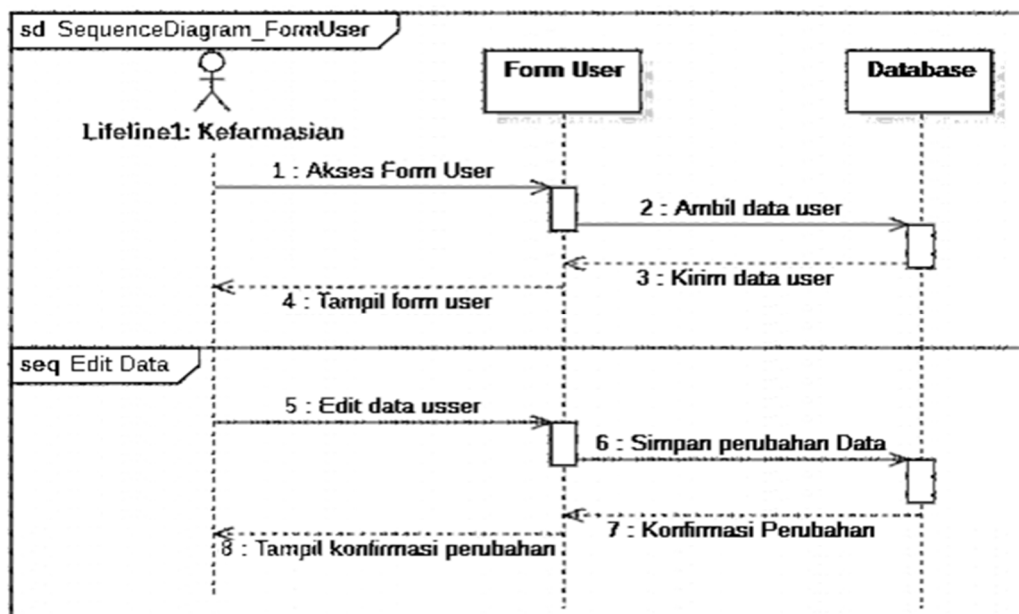 sd SequenceDiagram_FormUser
Form User
Database
Lifeline1: Kefarmasian
1 : Akses Form User
2 : Ambil data user
3 : Kirim data user
4 : Tampil form user
seq Edit Data
5 : Edit data usser
6 : Simpan perubahan Data
7 : Konfirmasi Perubahan
8 : Tampil konfirmasi perubahan